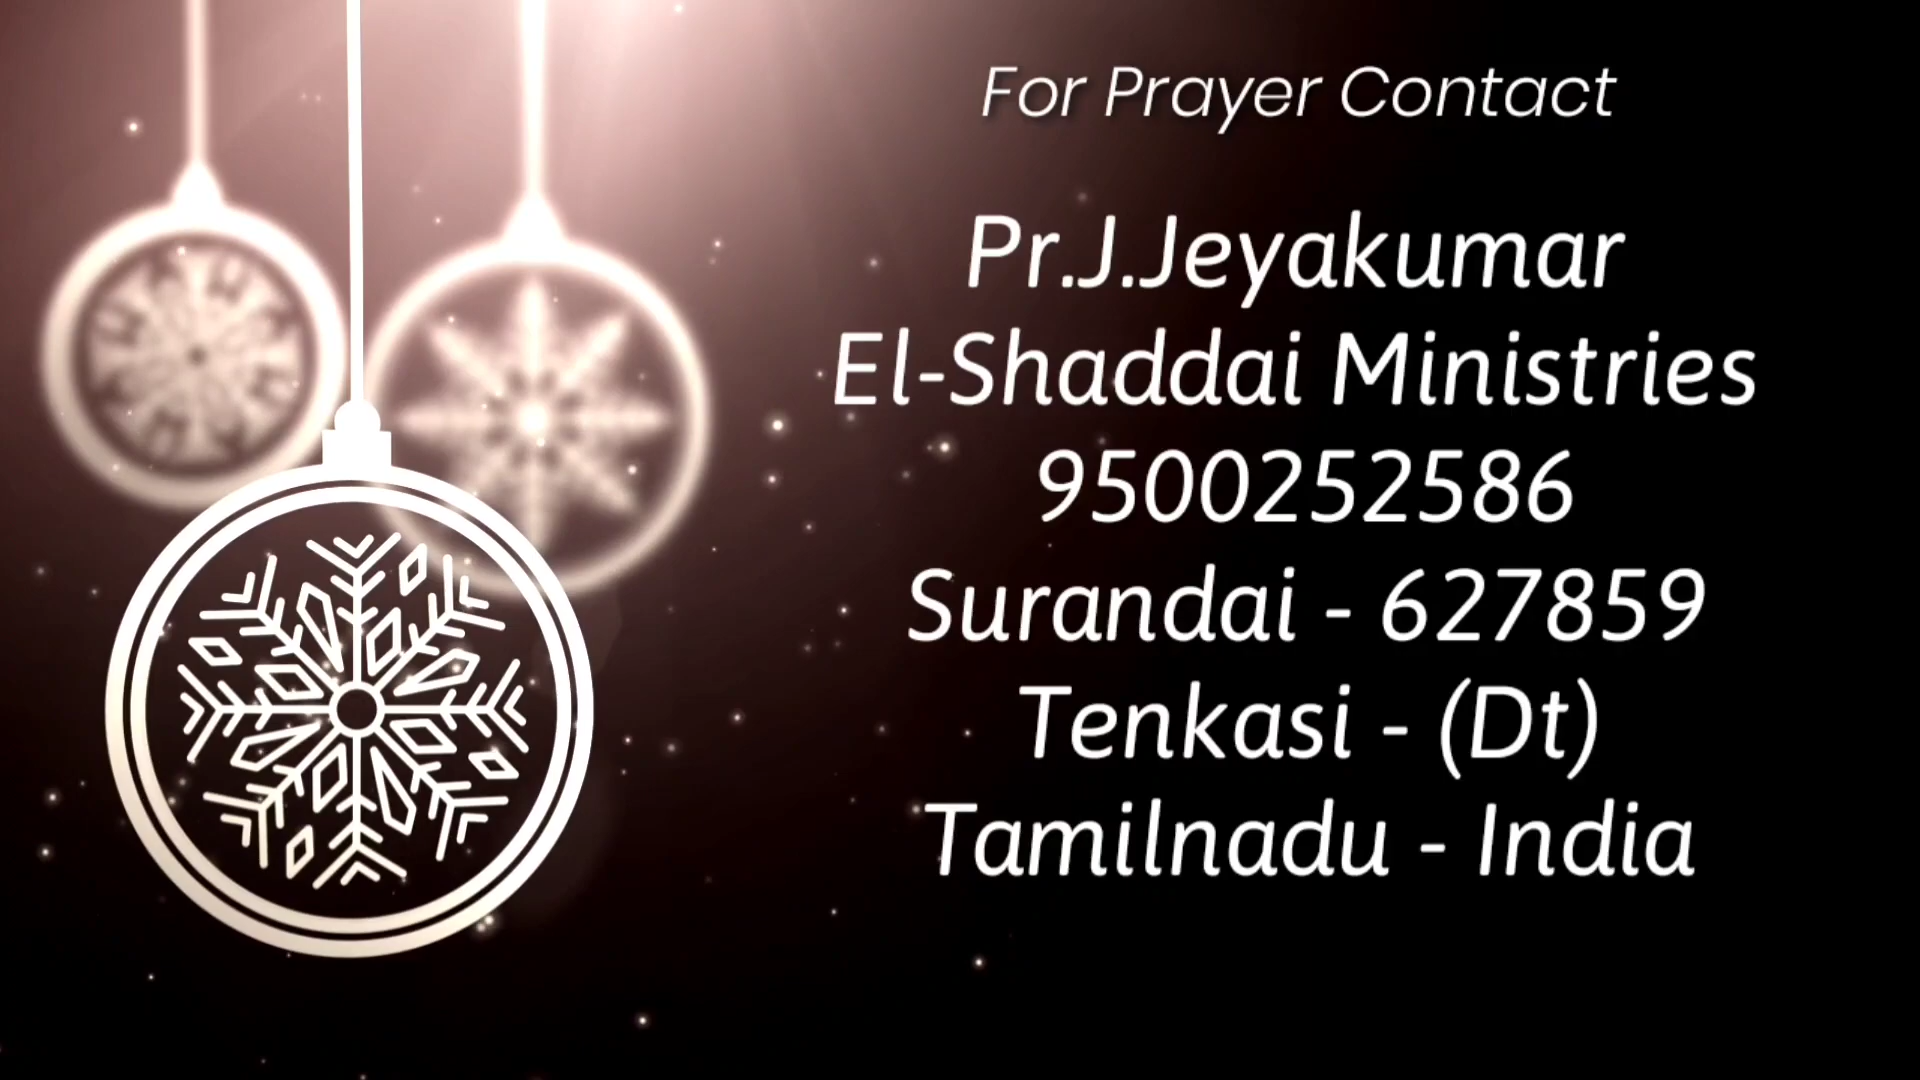 For Prayer Contact
Pr.J.Jeyakumar
El-Shaddai Ministries
9500252586
Surandai - 627859
Tenkasi - (Dt)
Tamilnadu - India